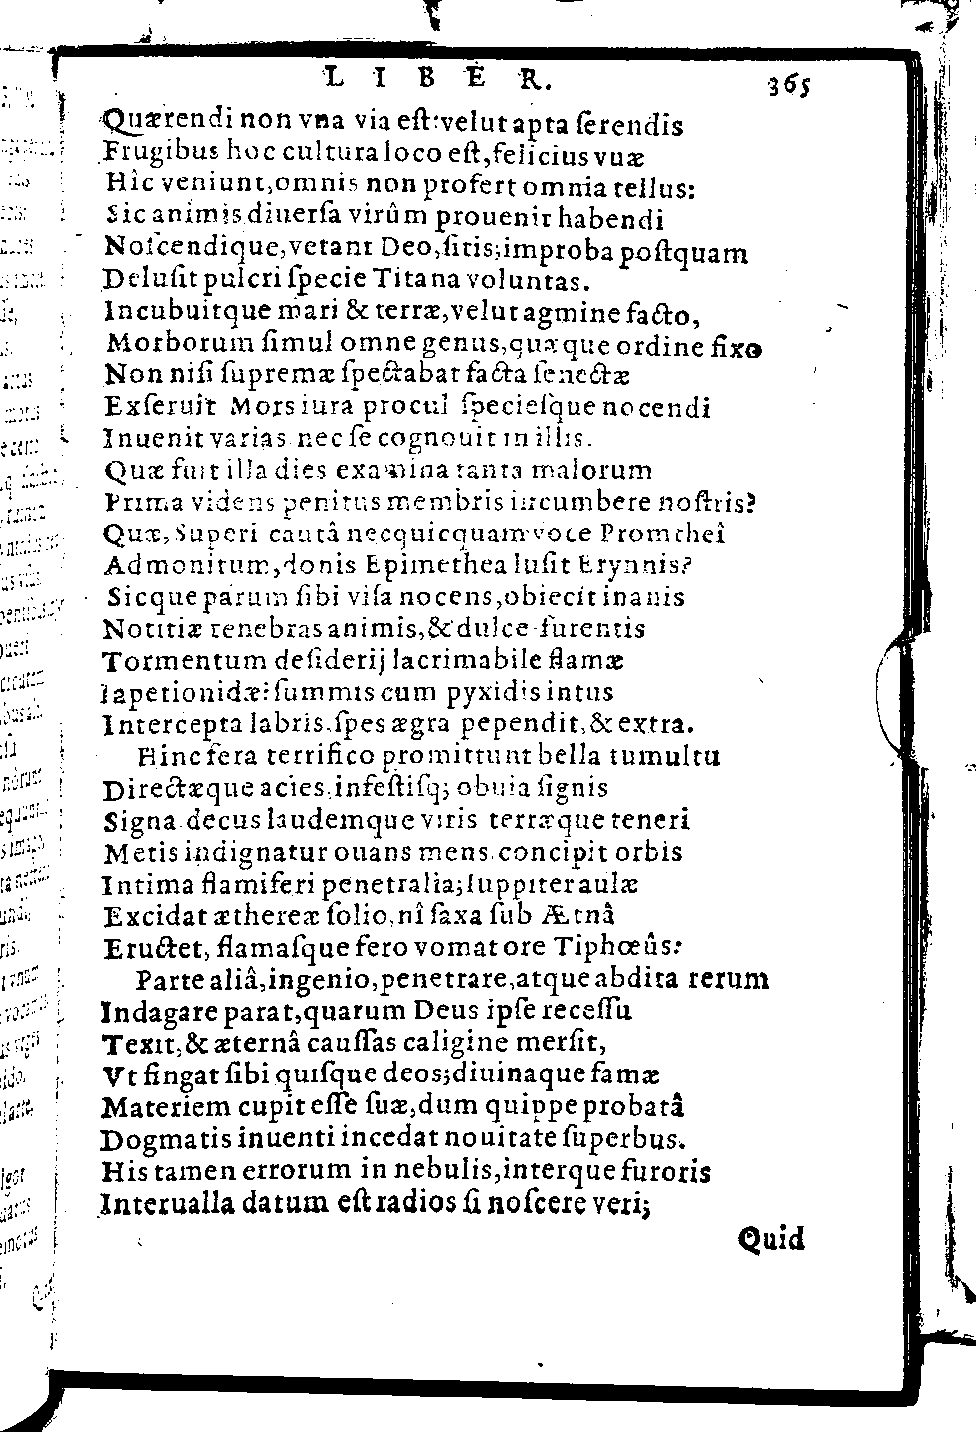 LIBER. 365
Quærendi non vna via eſt: velut apta ſerendis
Frugibus hoc cultura loco eſt, felicius vuæ
Hîc veniunt, omnis non profert omnia tellus:
Sic animis diuerſa virûm prouenit habendi
Noſcendique, vetant Deo, ſitis; improba poſtquam
Deluſit pulcri ſpecie Titana voluntas.
Incubuitque mari & terræ, velut agmine facto,
Morborum ſimul omne genus, quæque ordine fixo
Non niſi ſupremæ ſpectabat facta ſenectæ
Exſeruit Mors iura procul ſpecieſque nocendi
Inuenit varias nec ſe cognouit in illis.
Quæ fuit illa dies examina tanta malorum
Prima videns penitus membris incumbere noſtris?
Quæ, Superi cautâ necquicquam voce Promtheî
Admonitum, donis Epimethea luſit Erynnis?
Sicque parum ſibi viſa nocens, obiecit inanis
Notitiæ tenebras animis, & dulce furentis
Tormentum deſiderij lacrimabile flamæ
Iapetionidæ: ſummis cum pyxidis intus
Intercepta labris, ſpes ægra pependit, & extra.
Hinc fera terrifico promittunt bella tumultu
Directæque acies, infeſtiſq; obuia ſignis
Signa decus laudemque viris terræque teneri
Metis indignatur ouans mens concipit orbis
Intima flamiferi penetralia; Iuppiter aulæ
Excidat æthereæ ſolio, nî ſaxa ſub Ætnâ
Eructet, flamaſque fero vomat ore Tiphœûs:
Parte aliâ, ingenio, penetrare, atque abdita rerum
Indagare parat, quarum Deus ipſe receſſu
Texit, & æternâ cauſſas caligine merſit,
Vt fingat ſibi quiſque deos; diuinaque famæ
Materiem cupit eſſe ſuæ, dum quippe probatâ
Dogmatis inuenti incedat nouitate ſuperbus.
His tamen errorum in nebulis, interque furoris
Interualla datum eſt radios ſi noſcere veri;
Quid